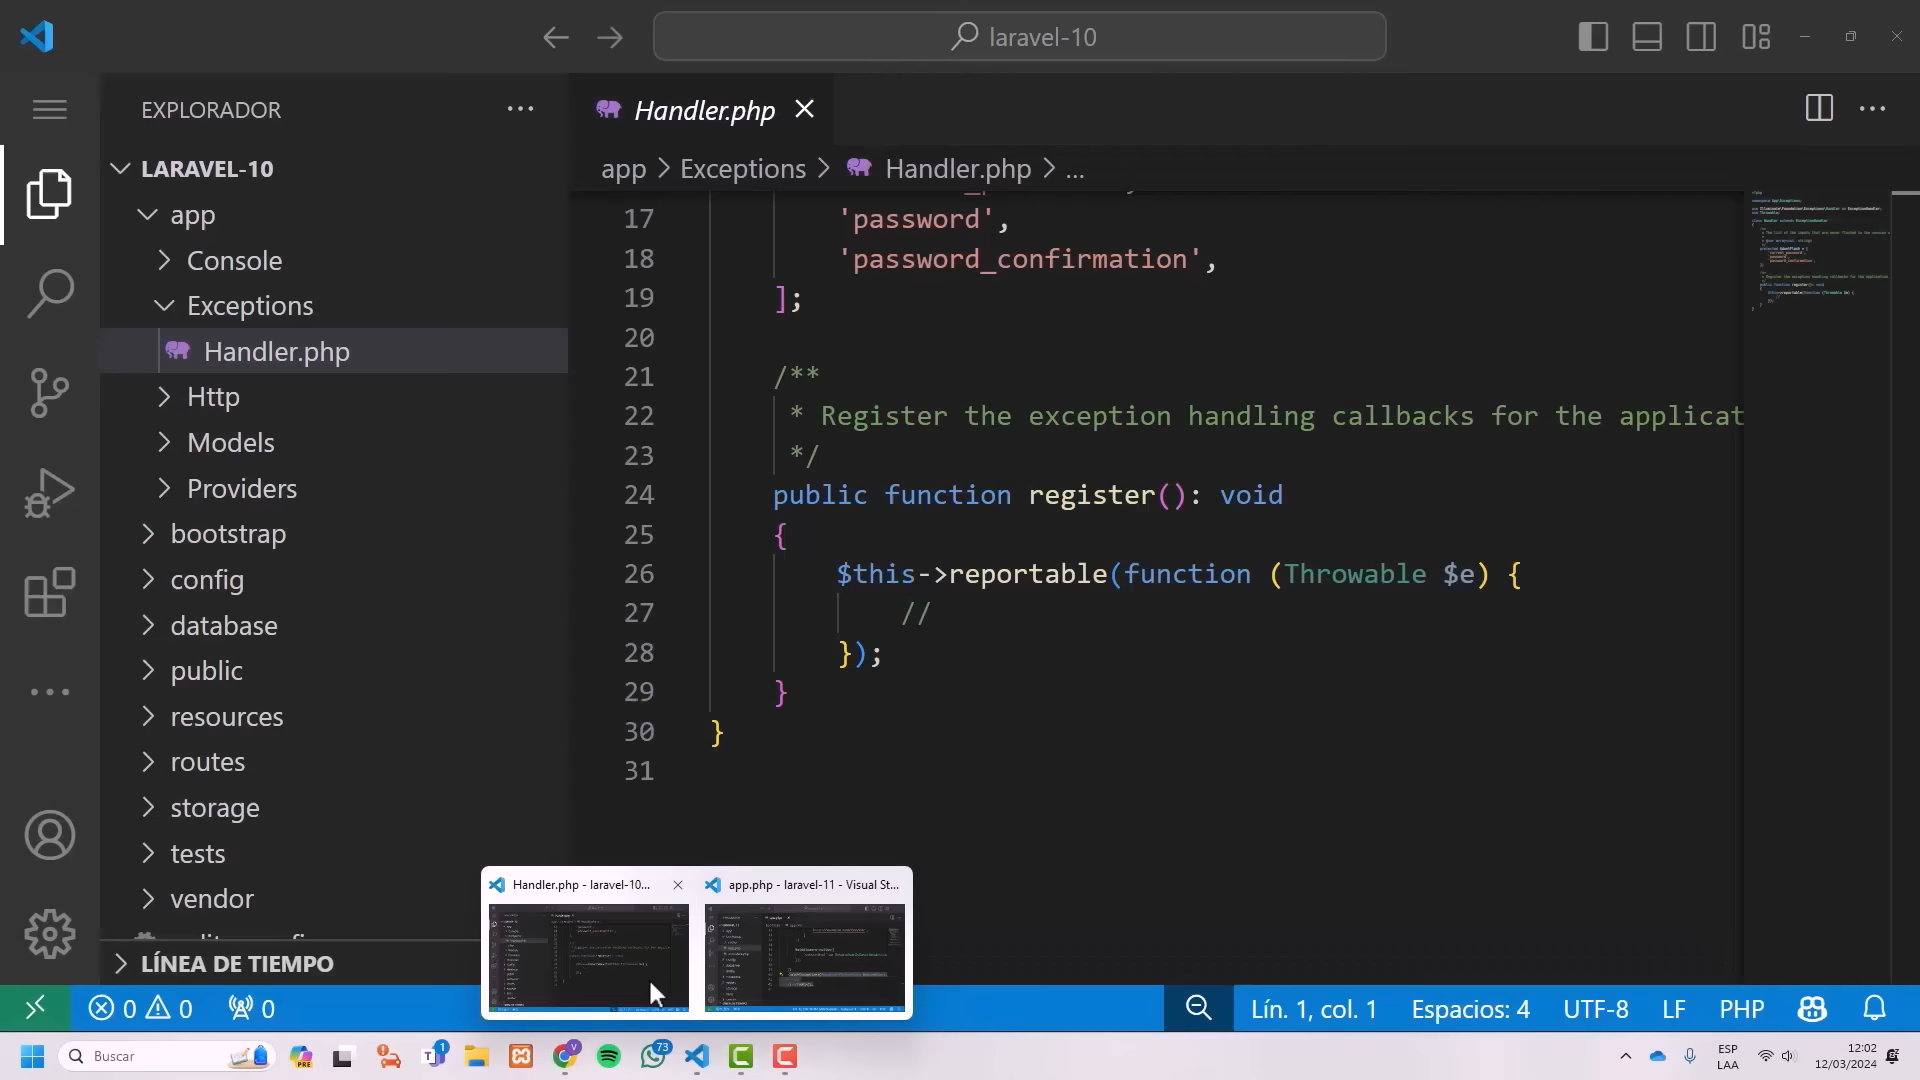 laravel-10
EXPLORADOR
LARAVEL-10
app
Console
Exceptions
Handler.php
Http
Models
Providers
bootstrap
config
database
public
resources
routes
storage
tests
vendor
LÍNEA DE TIEMPO
Handler.php
app > Exceptions > Handler.php > ...
17 'password',
18 'password_confirmation',
19 ];
20
21 /**
22 * Register the exception handling callbacks for the applicat
23 */
24 public function register(): void
25 {
26 $this->reportable(function (Throwable $e) {
27 //
28 });
29 }
30 }
31
Handler.php - laravel-10...
app.php - laravel-11 - Visual St...
0 0 0
Lín. 1, col. 1
Espacios: 4
UTF-8
LF
PHP
Buscar
PRE
1
V
73
ESP
LAA
12:02
12/03/2024